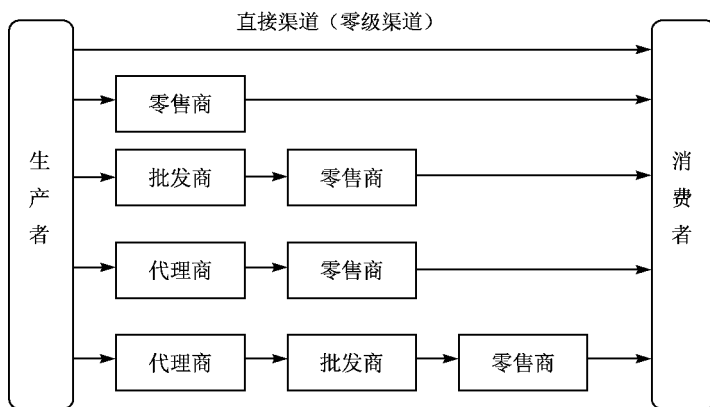 直接渠道（零级渠道）
生产者
零售商
批发商 零售商
代理商 零售商
代理商 批发商 零售商
消费者